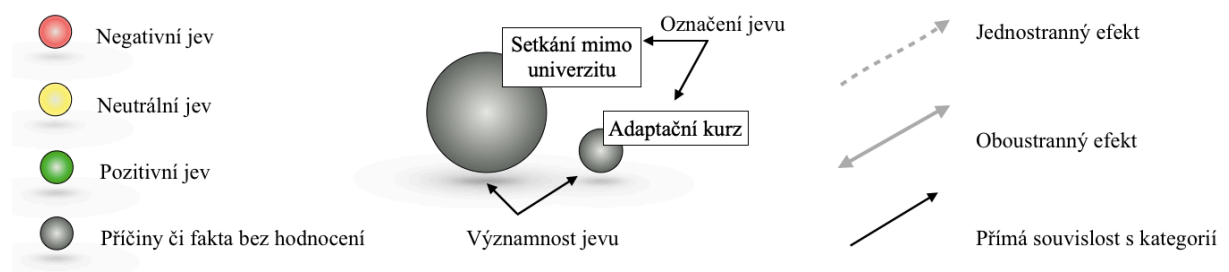 Negativní jev
Neutrální jev
Pozitivní jev
Příčiny či fakta bez hodnocení
Označení jevu
Setkání mimo
univerzitu
Adaptační kurz
Významnost jevu
Jednostranný efekt
Oboustranný efekt
Přímá souvislost s kategorií